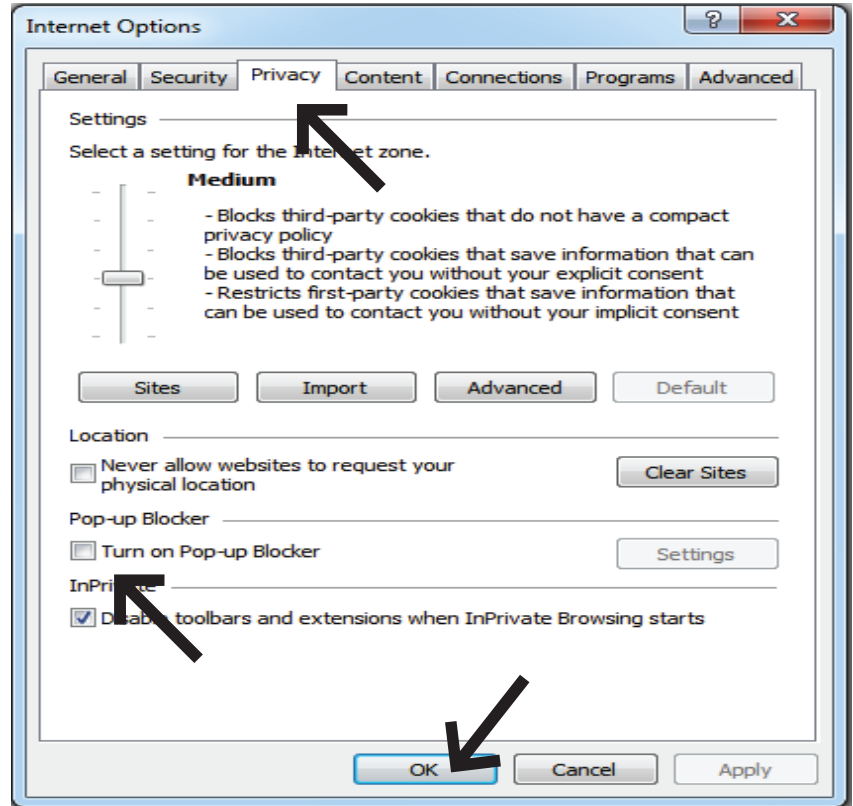 Internet Options
General Security Privacy Content Connections Programs Advanced
Settings
Select a setting for the Internet zone.
Medium
- Blocks third-party cookies that do not have a compact
privacy policy
- Blocks third-party cookies that save information that can
be used to contact you without your explicit consent
- Restricts first-party cookies that save information that
can be used to contact you without your implicit consent
Sites Import Advanced Default
Location
Never allow websites to request your
physical location
Clear Sites
Pop-up Blocker
Turn on Pop-up Blocker
Settings
InPrivate
Disable toolbars and extensions when InPrivate Browsing starts
OK Cancel Apply